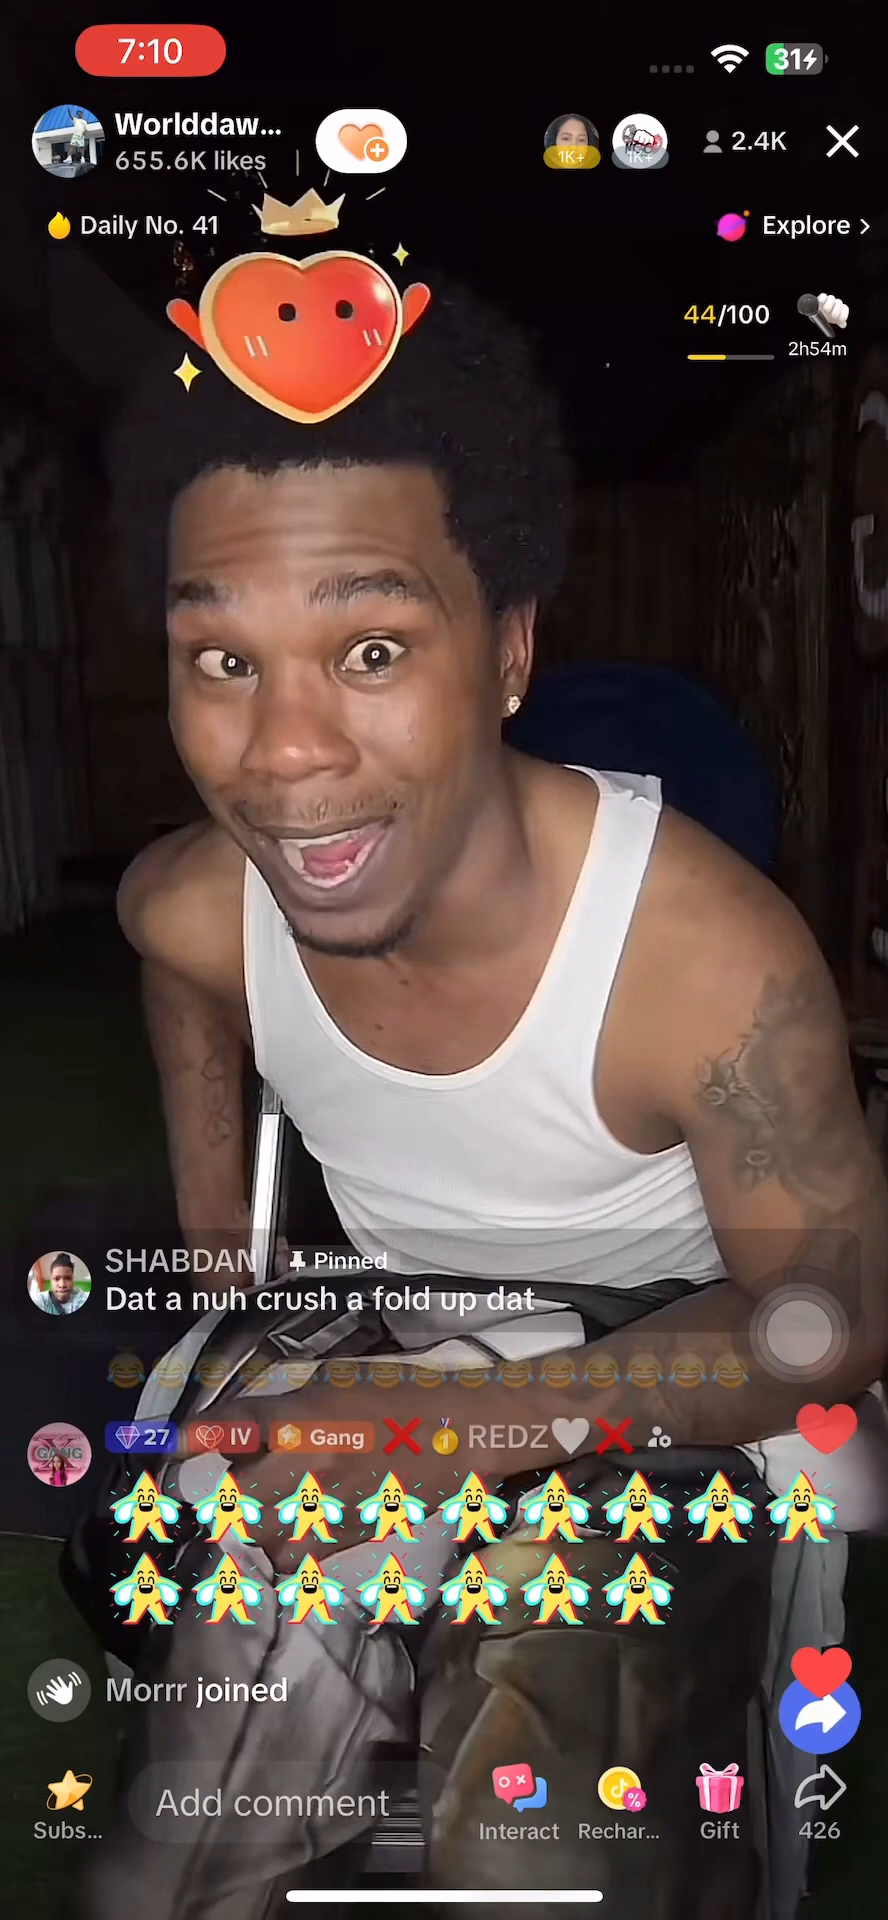 7:10
31
Worlddaw...
655.6K likes
1K+
1K+
2.4K
Daily No. 41
Explore >
44/100
2h54m
SHABDAN Pinned
Dat a nuh crush a fold up dat
27 IV Gang REDZ
Morrr joined
Subs...
Add comment
Interact
Rechar...
Gift
426